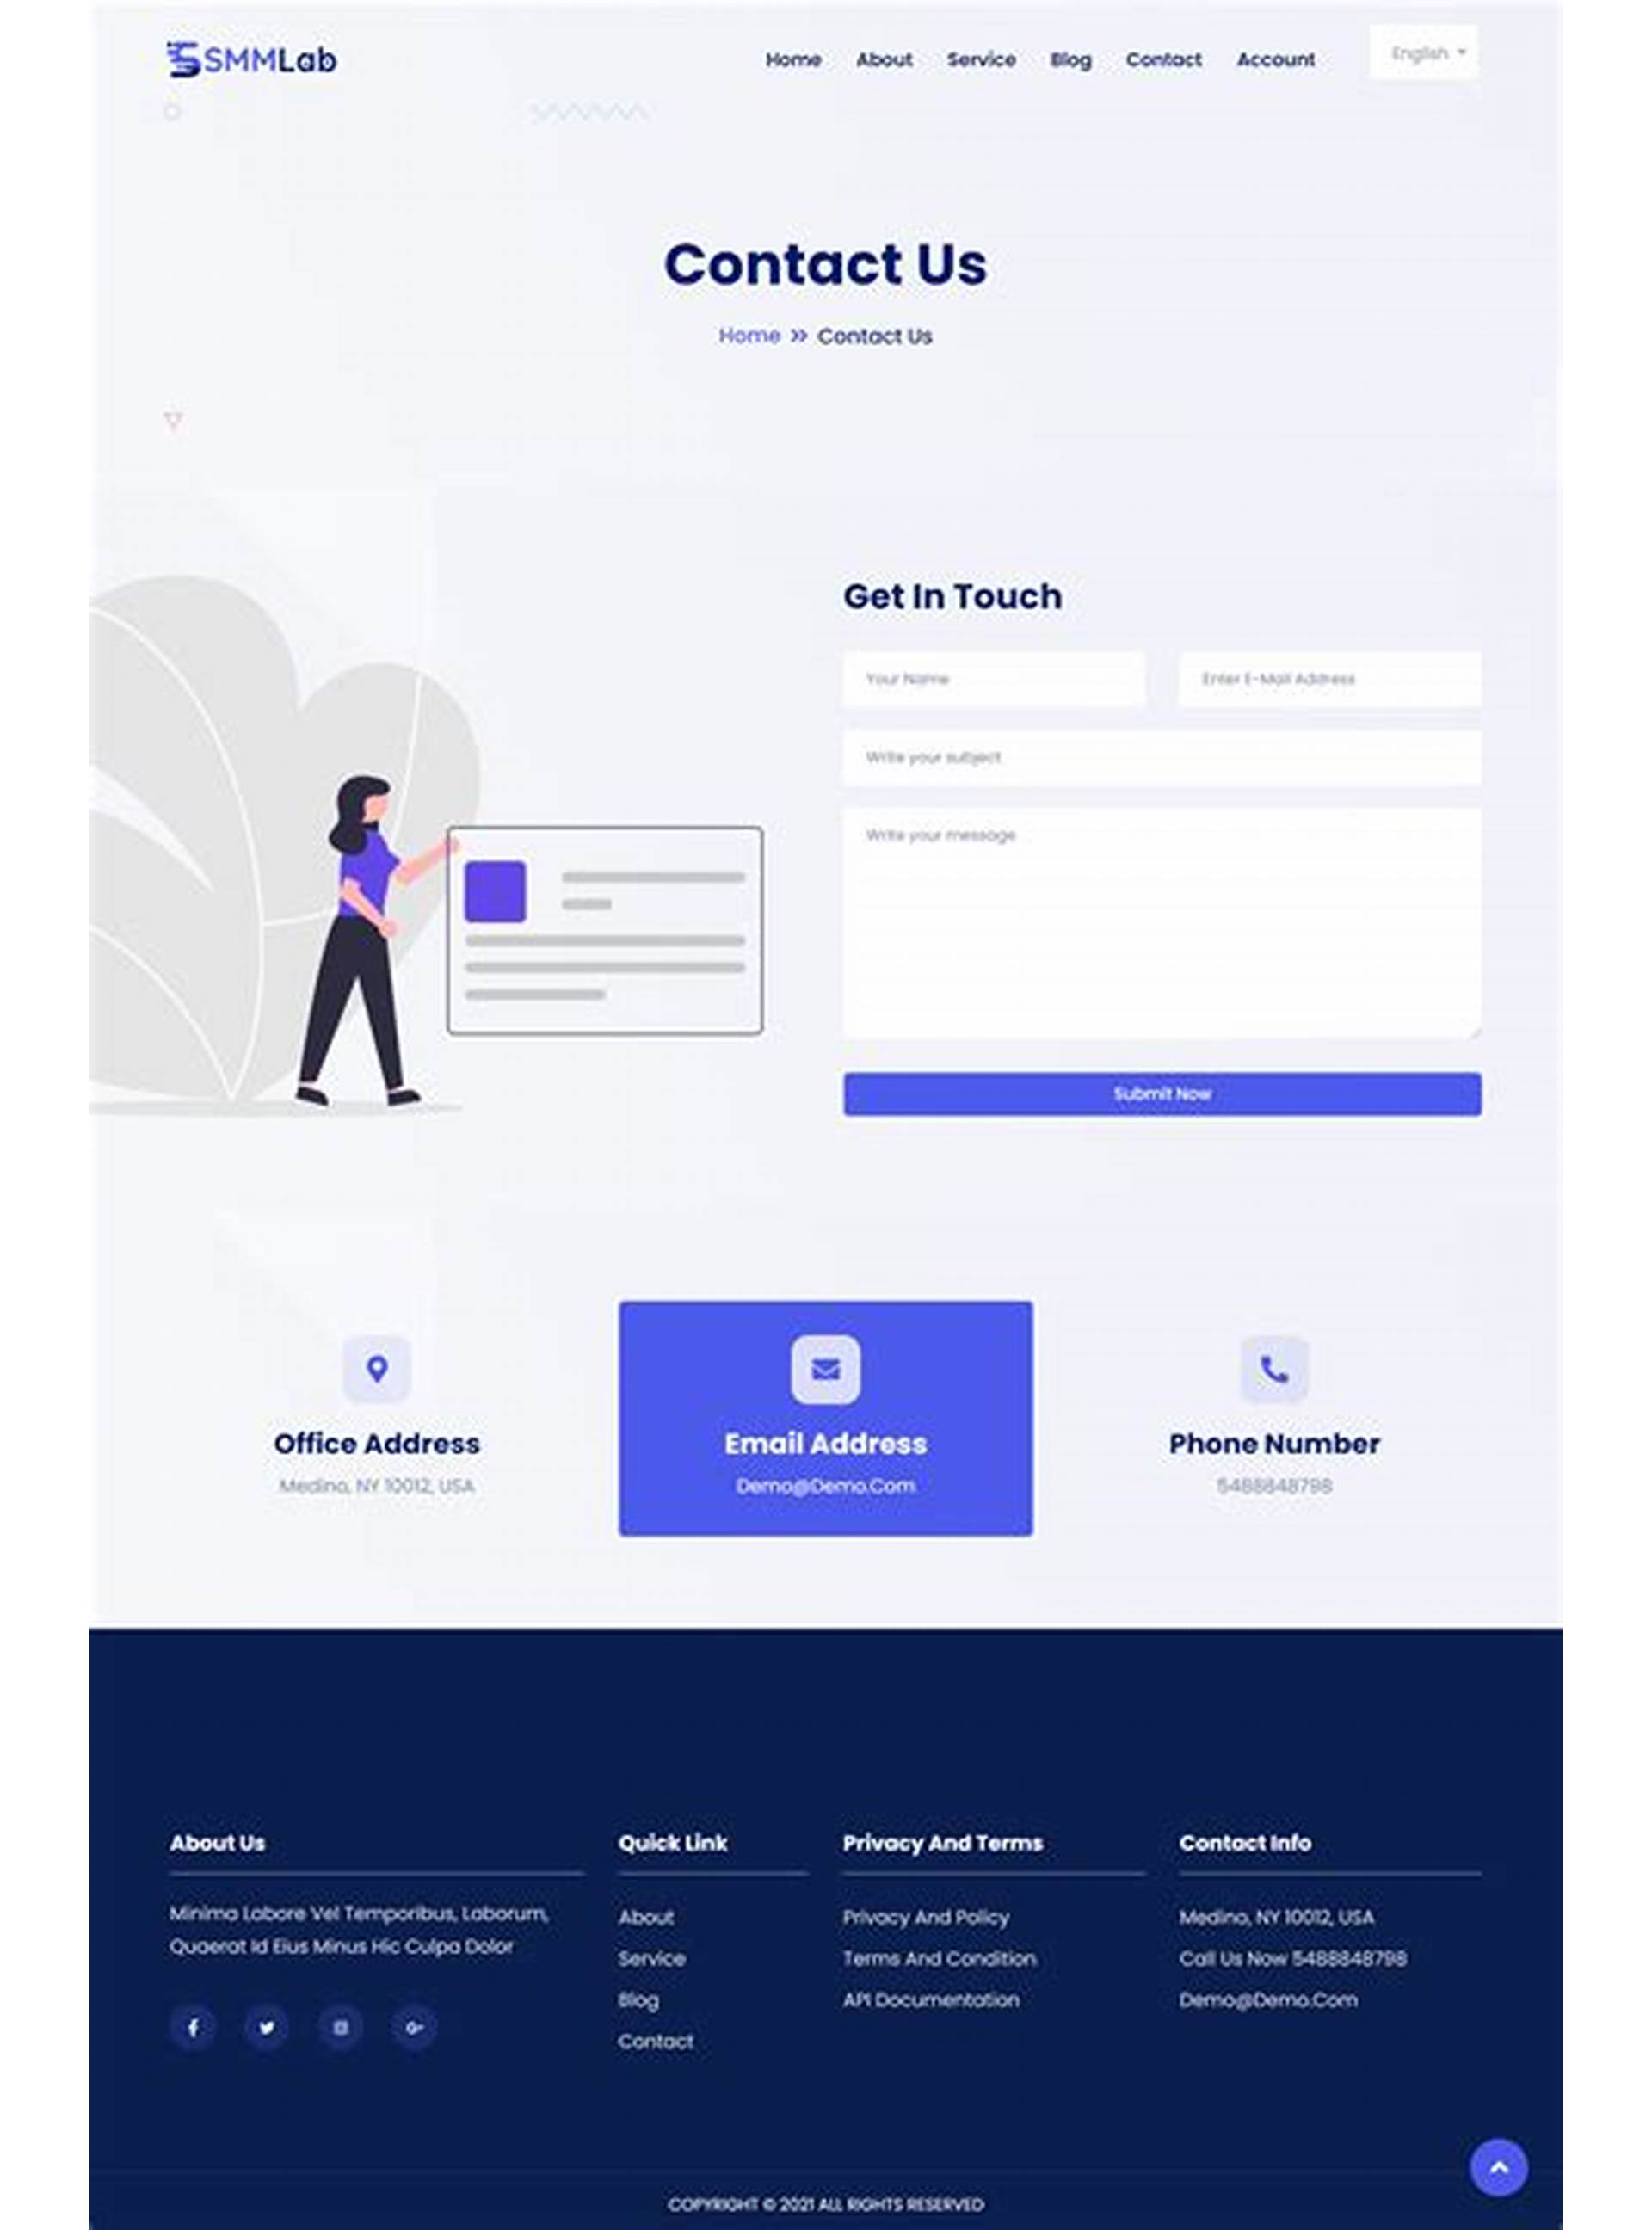 SMMLab
Home About Service Blog Contact Account English
Contact Us
Home » Contact Us
Get In Touch
Your Name Enter E-Mail Address
Write your subject
Write your message
Submit Now
Office Address
Medino, NY 10012, USA
Email Address
Demo@Demo.Com
Phone Number
5488848798
About Us
Minima Labore Vel Temporibus, Laborum,
Quaerat Id Eius Minus Hic Culpa Dolor
Quick Link
About
Service
Blog
Contact
Privacy And Terms
Privacy And Policy
Terms And Condition
API Documentation
Contact Info
Medino, NY 10012, USA
Call Us Now 5488848798
Demo@Demo.Com
COPYRIGHT © 2021 ALL RIGHTS RESERVED